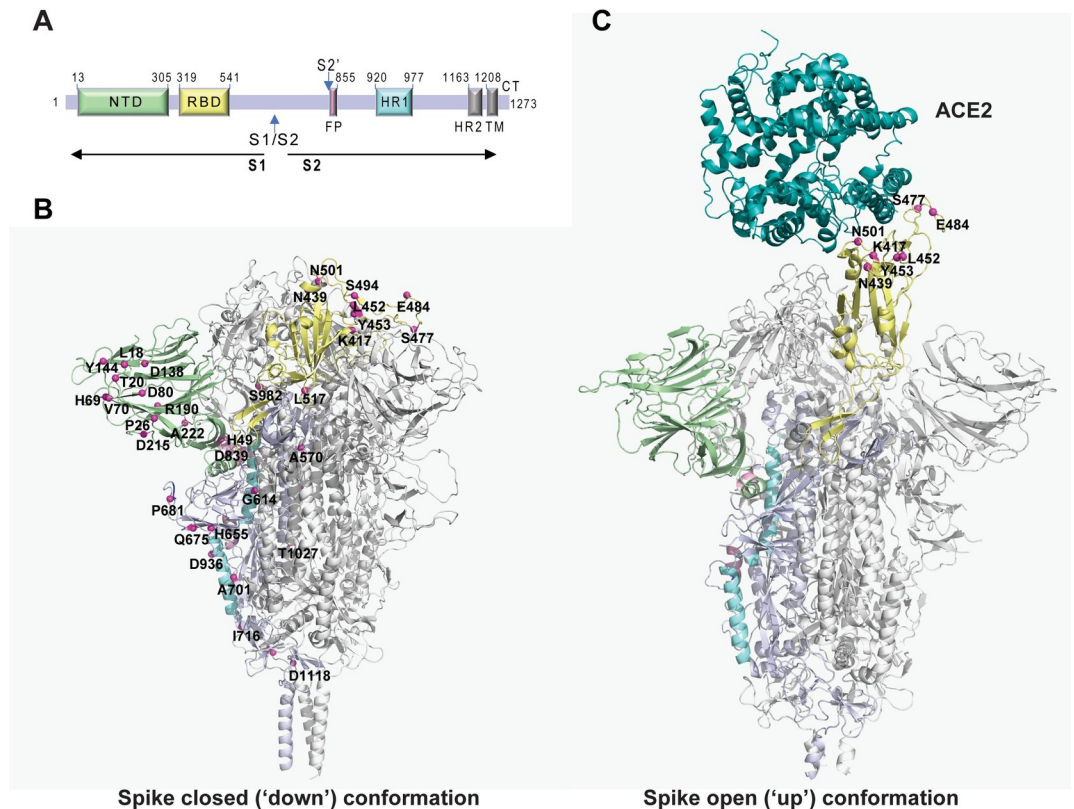 A
13 305 319 541 S2' 855 920 977 1163 1208 CT
1 NTD RBD HR1 1273
FP HR2 TM
S1/S2
S1 S2
B
N501
N439 S494
L452 E484
Y453
K417 S477
L18
Y144 D138
T20
H69 D80 S982
V70 R190 L517
P26
A222
D215 H49
D839 A570
G614
P681
Q675 H655
D936 T1027
A701
I716
D1118
Spike closed (‘down’) conformation
C
ACE2
S477
E484
N501
K417
L452
Y453
N439
Spike open (‘up’) conformation